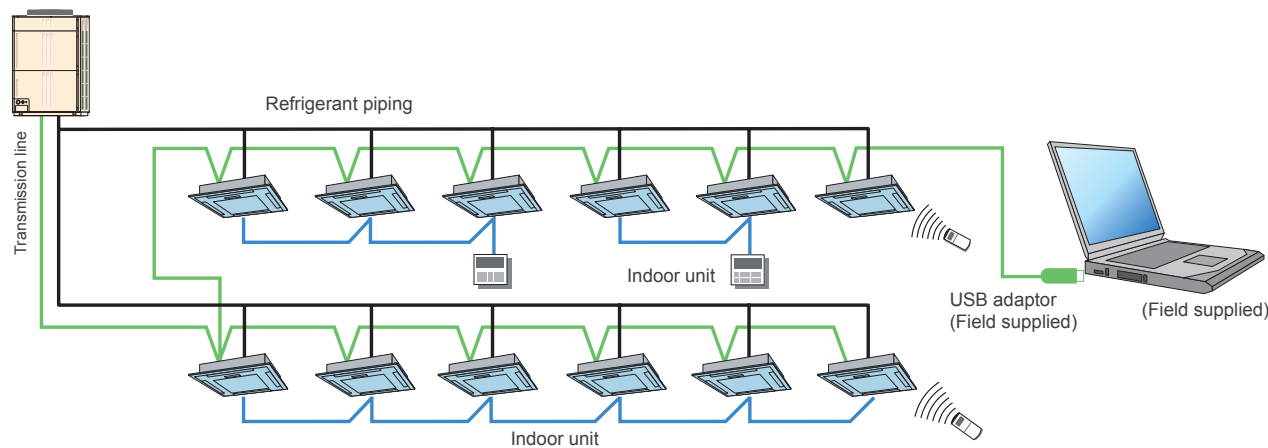 Refrigerant piping
Transmission line
Indoor unit
USB adaptor
(Field supplied)
(Field supplied)
Indoor unit